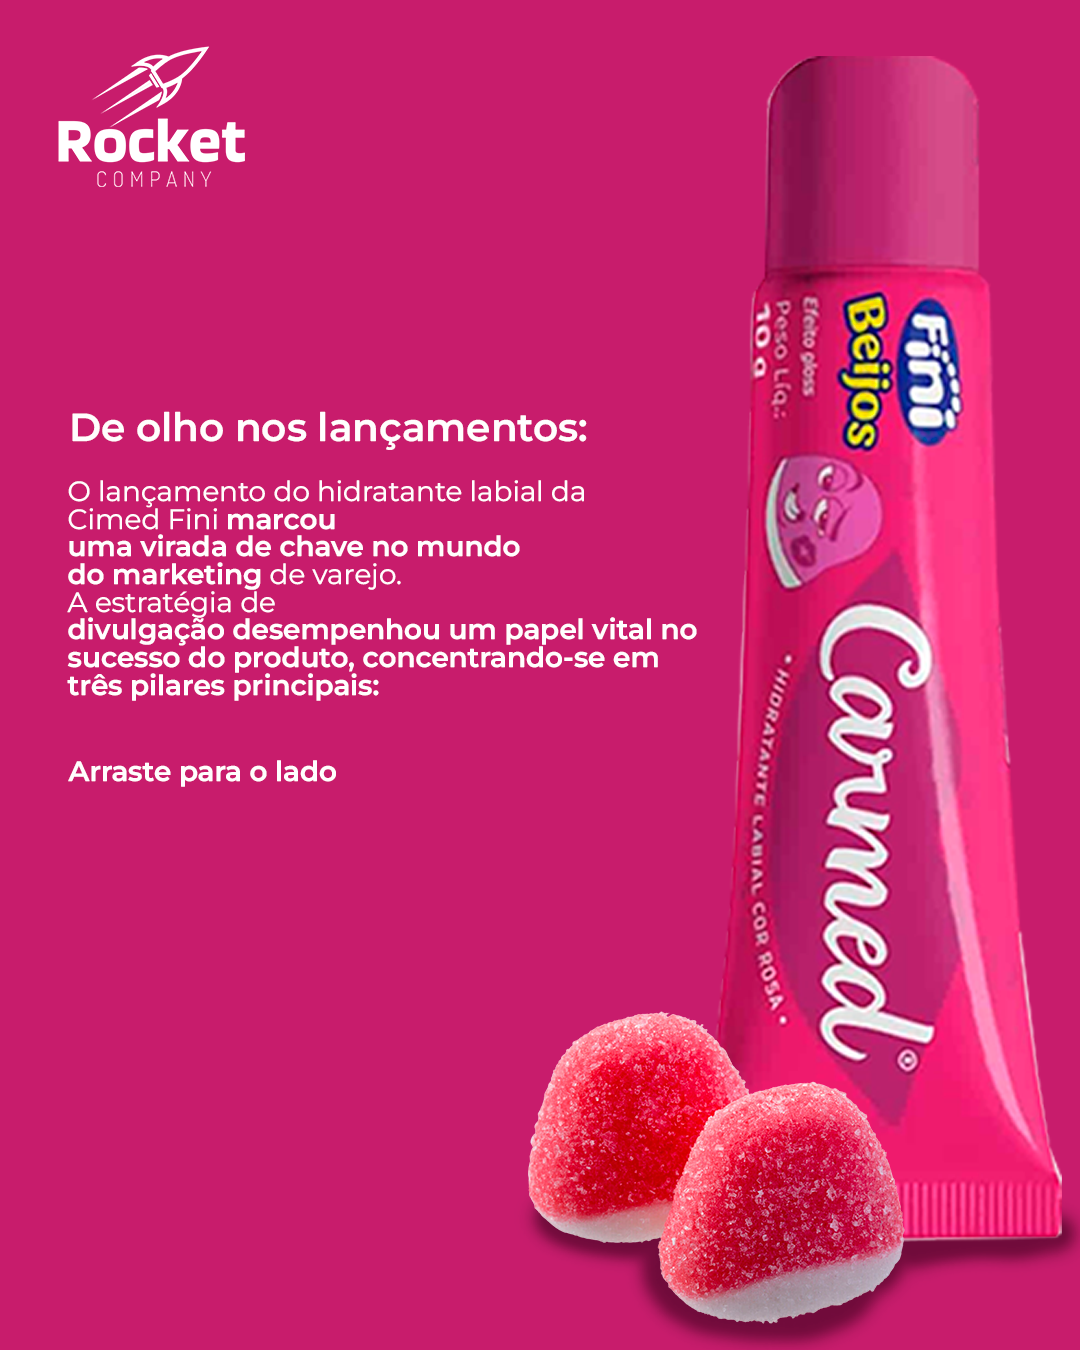 Rocket
COMPANY
De olho nos lançamentos:
O lançamento do hidratante labial da
Cimed Fini marcou
uma virada de chave no mundo
do marketing de varejo.
A estratégia de
divulgação desempenhou um papel vital no
sucesso do produto, concentrando-se em
três pilares principais:
Arraste para o lado
Fini
Beijos
Efeito gloss
Peso Líq.:
10 g
Carmed
• HIDRATANTE LABIAL COR ROSA •